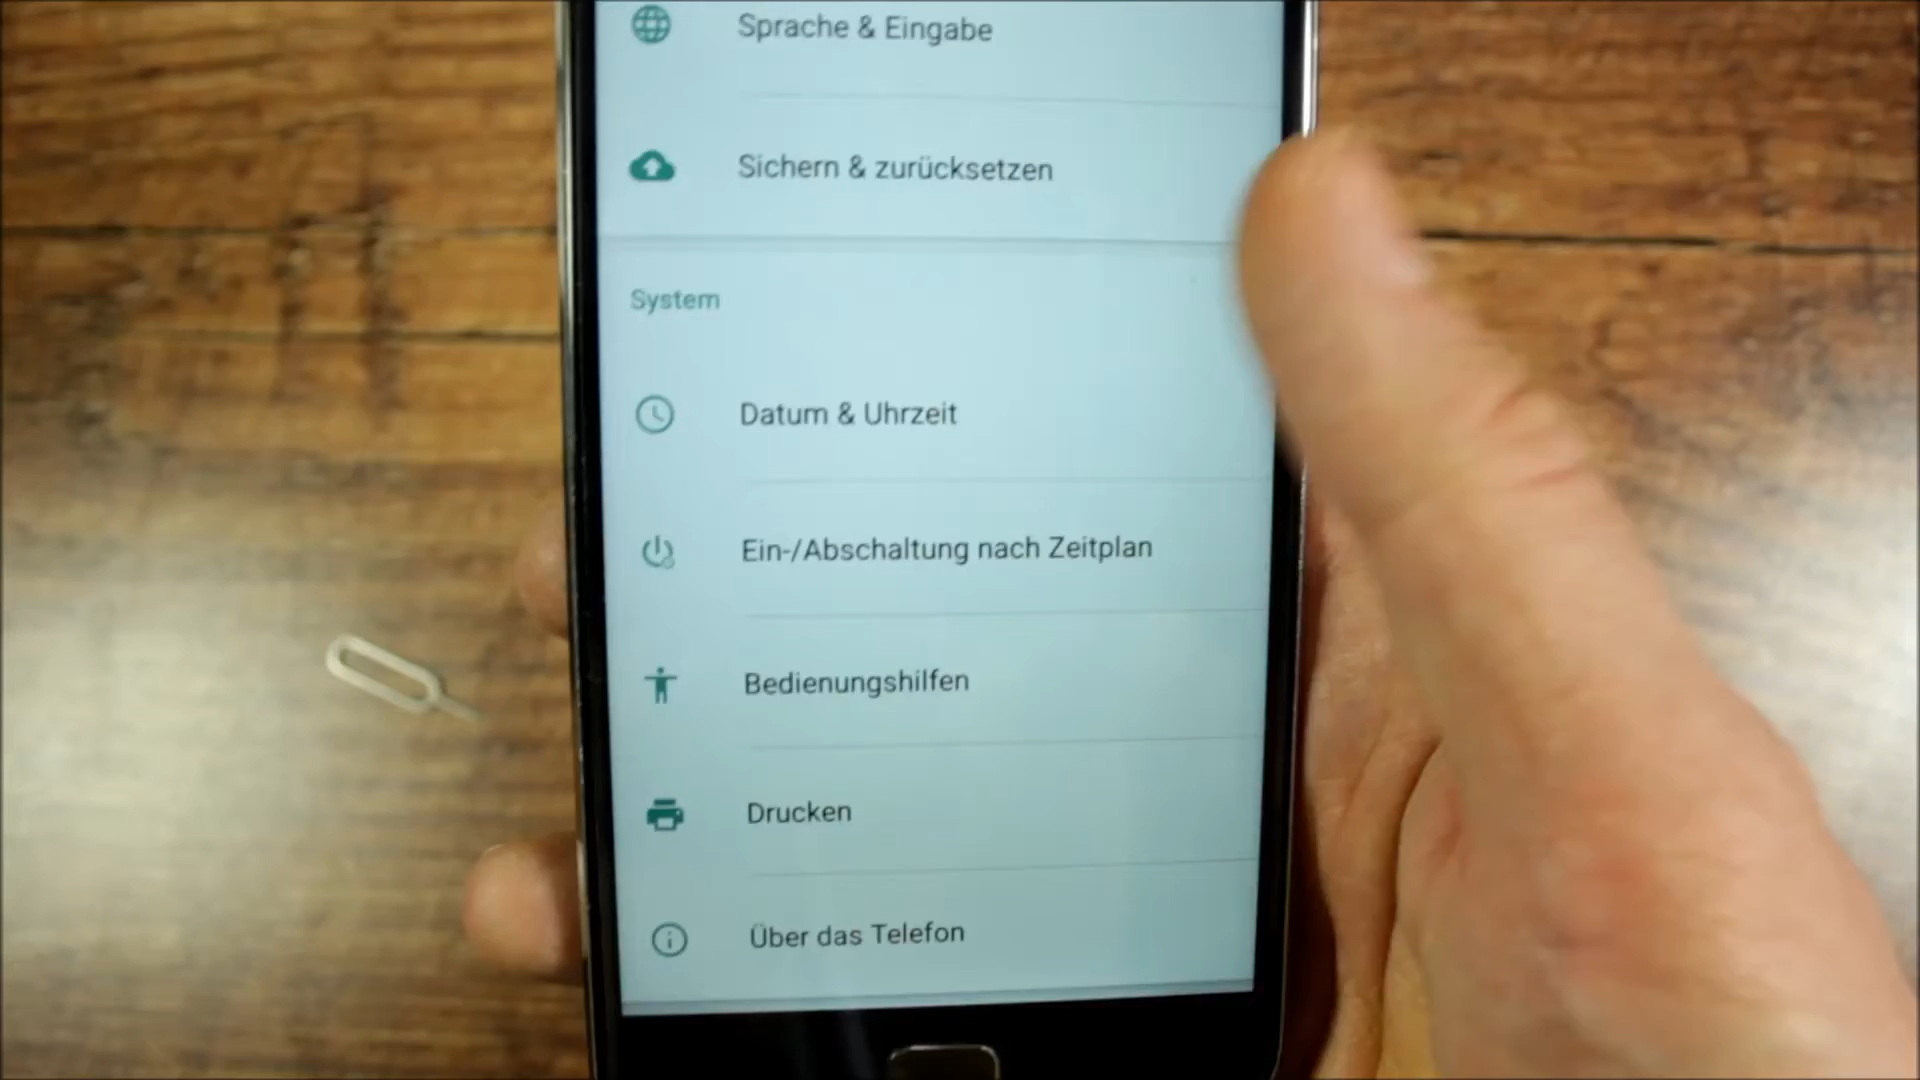 Sprache & Eingabe
Sichern & zurücksetzen
System
Datum & Uhrzeit
Ein-/Abschaltung nach Zeitplan
Bedienungshilfen
Drucken
Über das Telefon